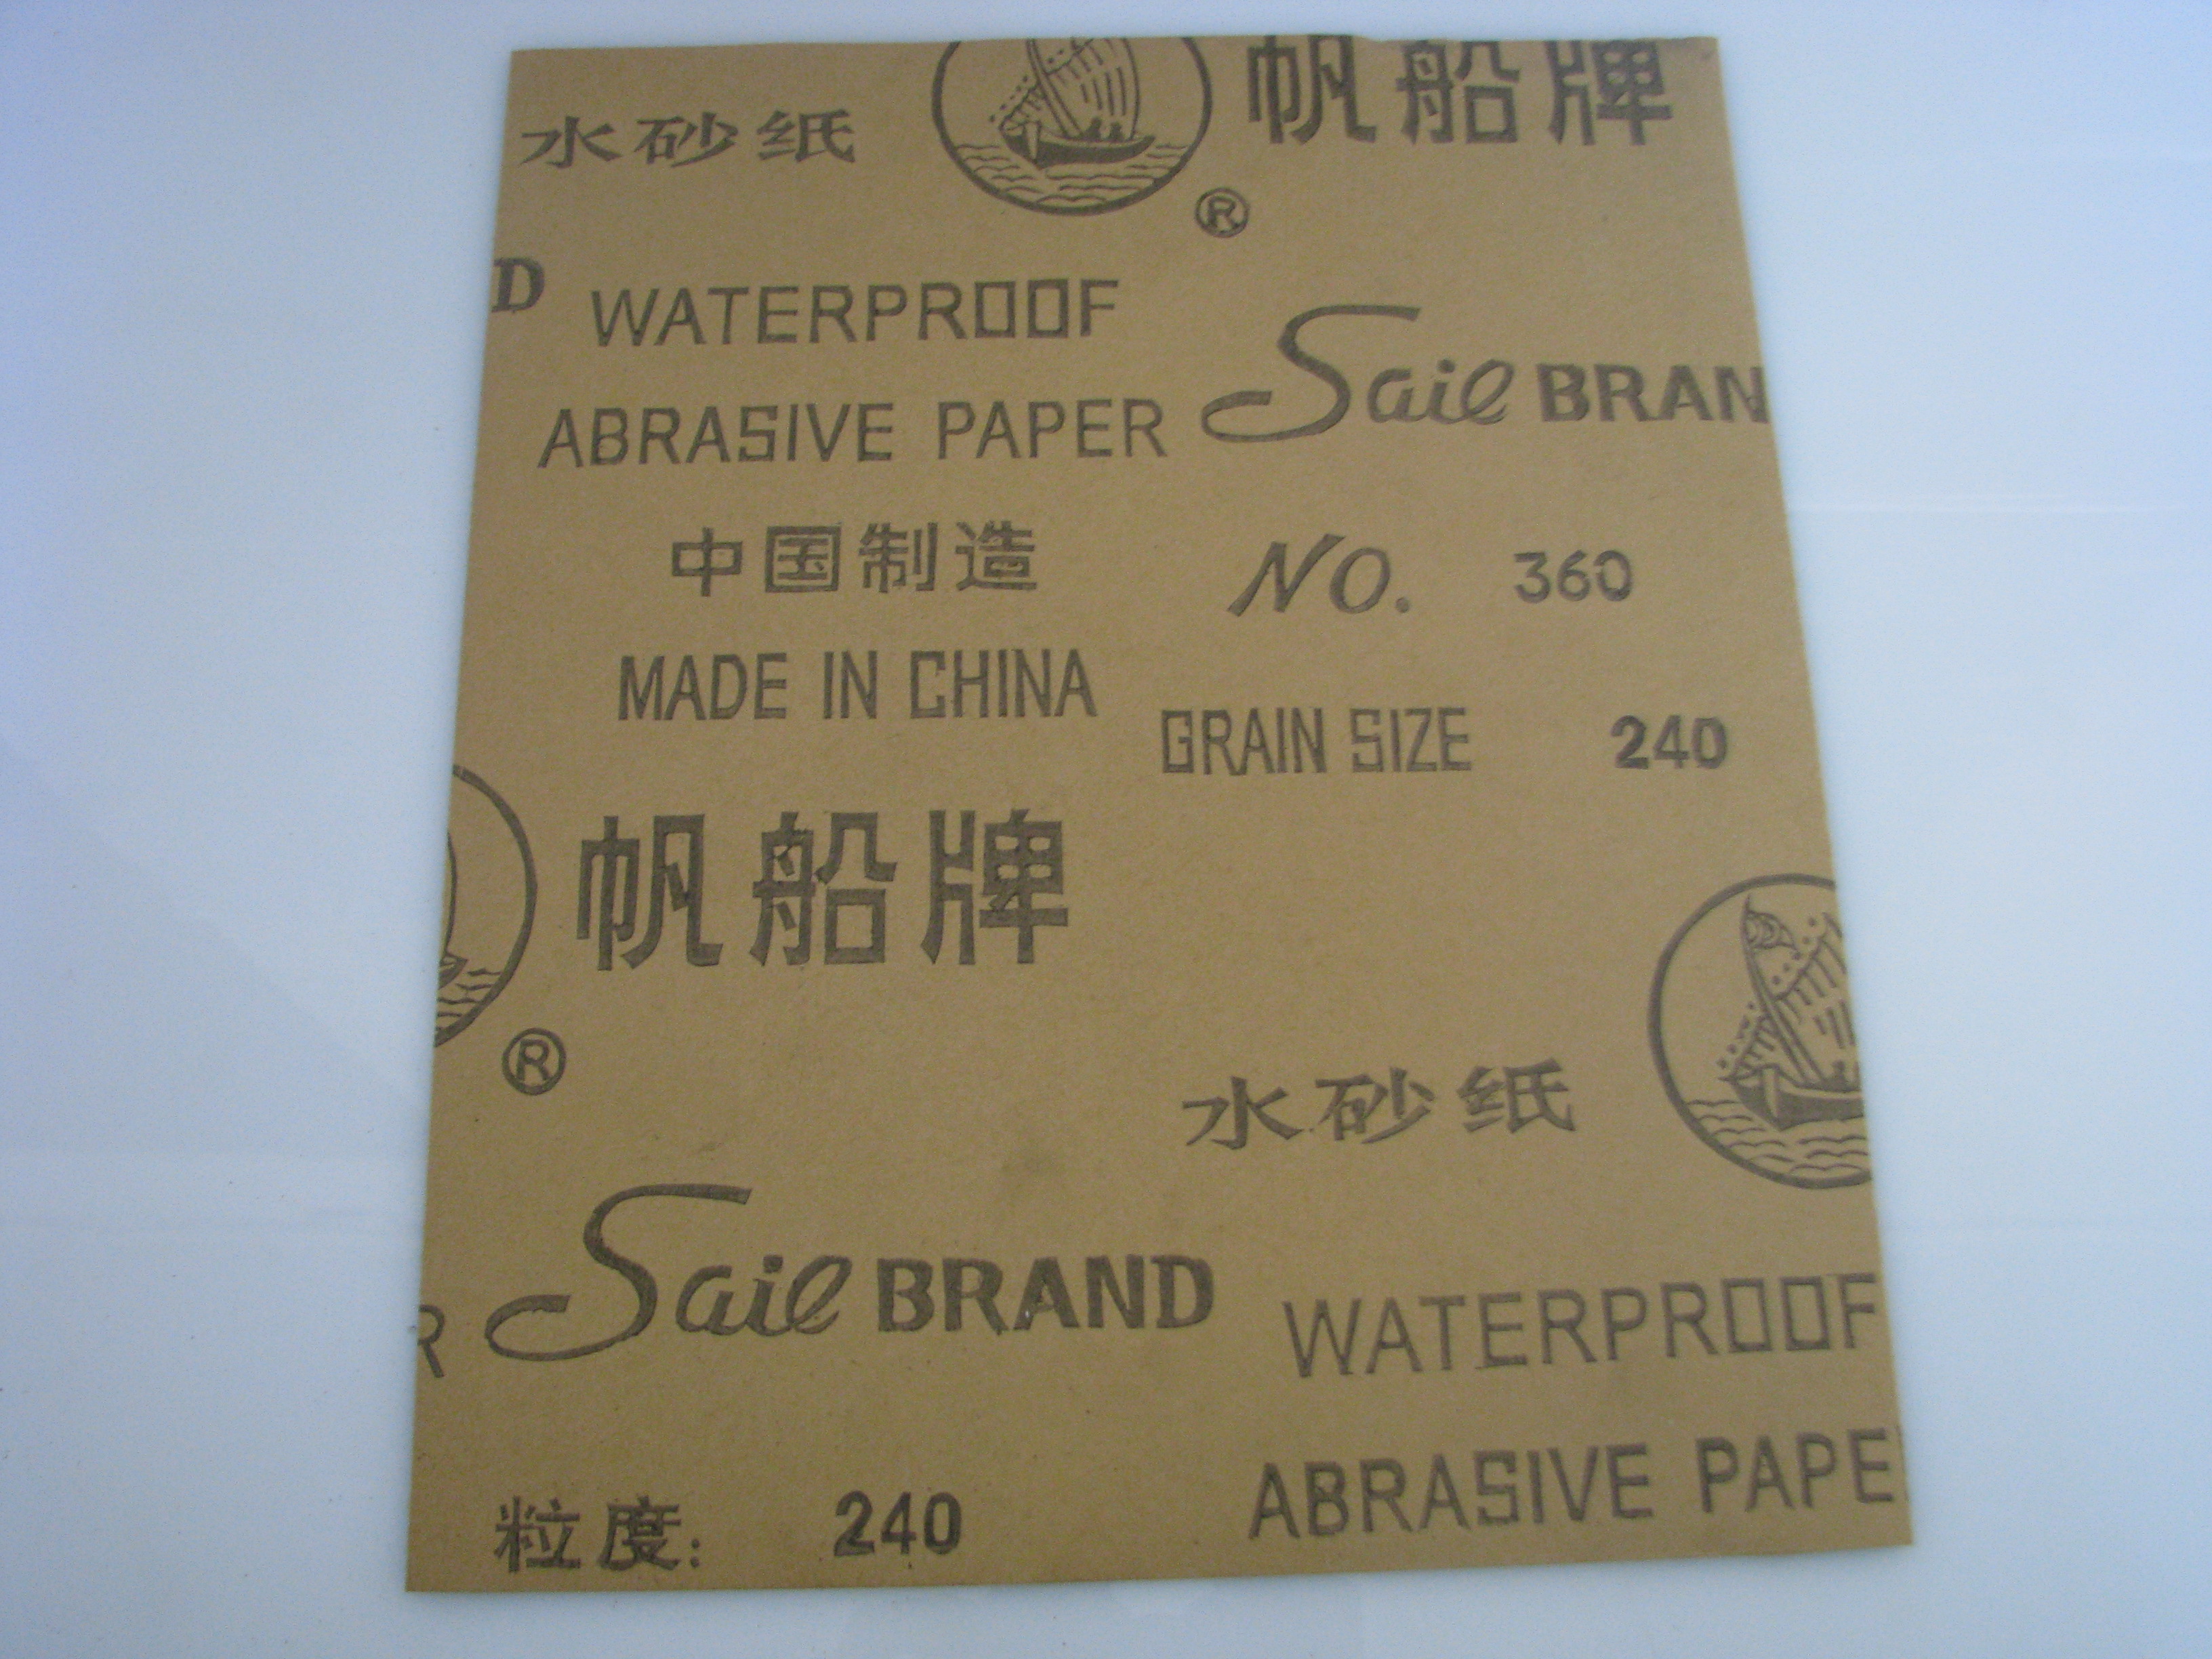 帆船牌
水砂纸
®
D
WATERPROOF
Sail BRAN
ABRASIVE PAPER
中国制造
NO. 360
MADE IN CHINA
GRAIN SIZE 240
帆船牌
®
水砂纸
Sail BRAND
R
WATERPROOF
ABRASIVE PAPE
粒度: 240